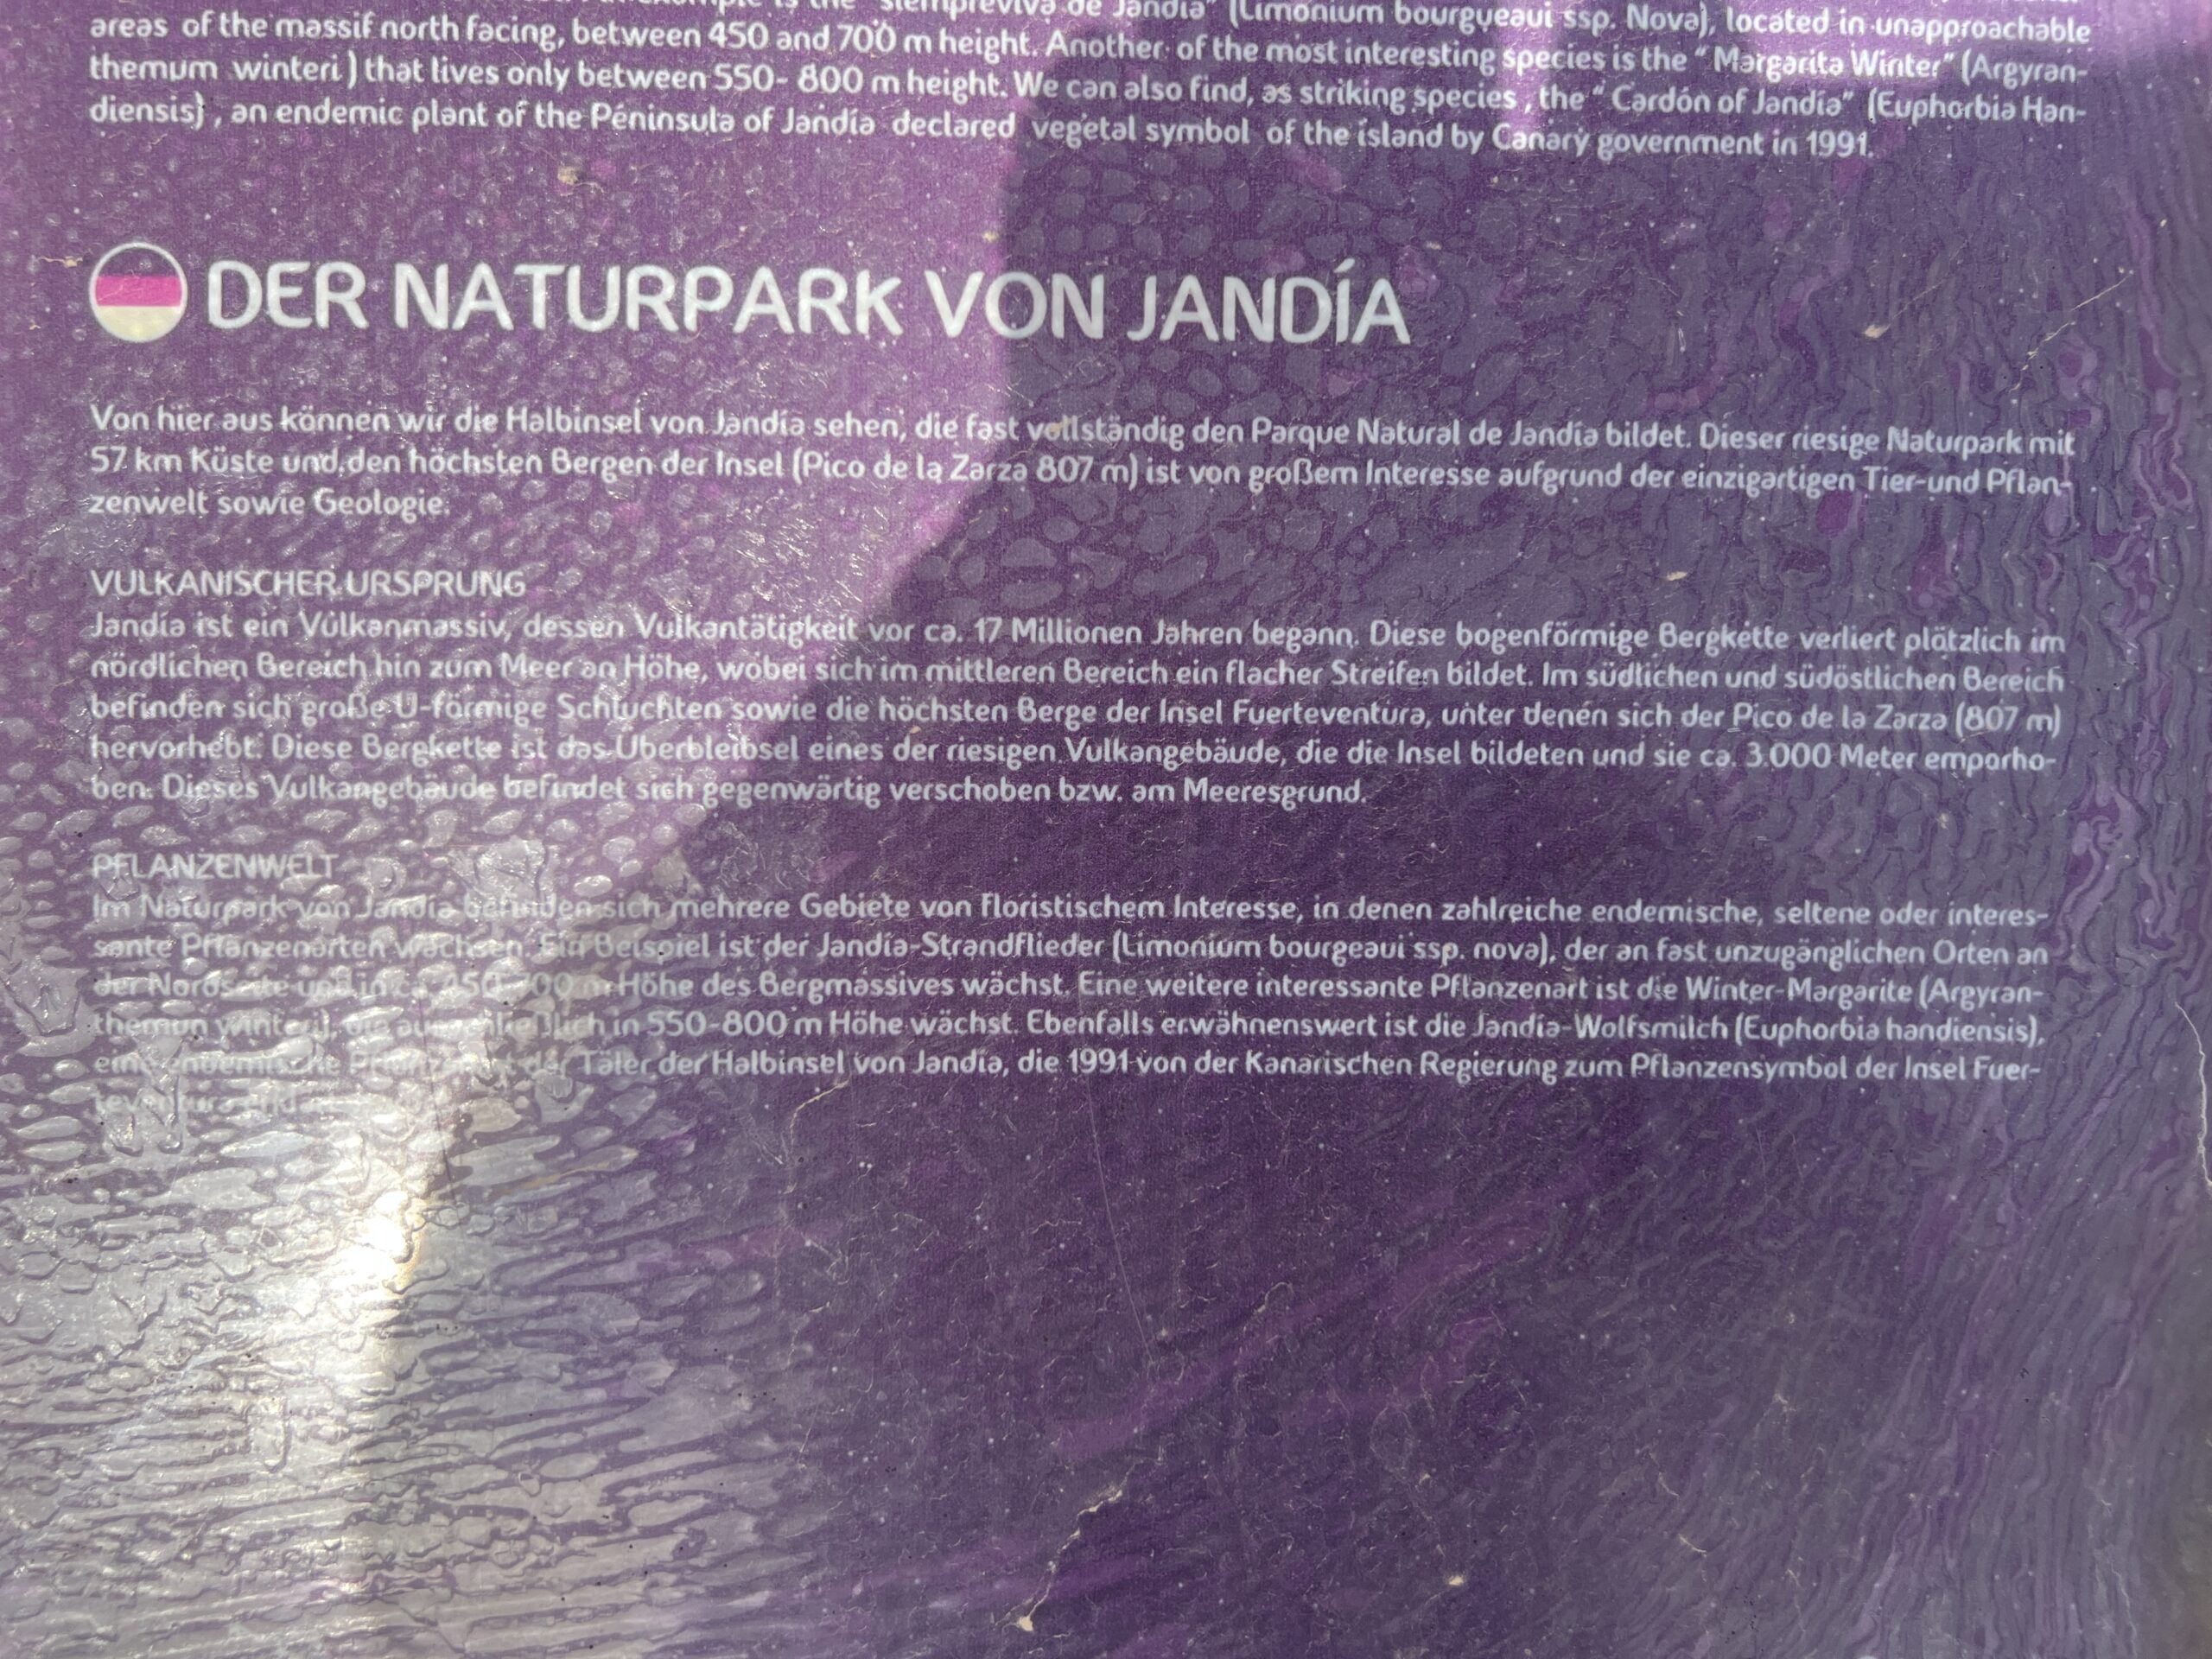 is the "siempreviva de Jandía" (Limonium bourgueaui ssp. Nova), located in unapproachable
areas of the massif north facing, between 450 and 700 m height. Another of the most interesting species is the "Margarita Winter" (Argyran-
themum winteri) that lives only between 550- 800 m height. We can also find, as striking species, the "Cardón of Jandía" (Euphorbia Han-
diensis), an endemic plant of the Península of Jandía declared vegetal symbol of the island by Canary government in 1991.
DER NATURPARK VON JANDÍA
Von hier aus können wir die Halbinsel von Jandía sehen, die fast vollständig den Parque Natural de Jandía bildet. Dieser riesige Naturpark mit
57 km Küste und den höchsten Bergen der Insel (Pico de la Zarza 807 m) ist von großem Interesse aufgrund der einzigartigen Tier-und Pflan-
zenwelt sowie Geologie.
VULKANISCHER URSPRUNG
Jandía ist ein Vulkanmassiv, dessen Vulkantätigkeit vor ca. 17 Millionen Jahren begann. Diese bogenförmige Bergkette verliert plötzlich im
nördlichen Bereich hin zum Meer an Höhe, wobei sich im mittleren Bereich ein flacher Streifen bildet. Im südlichen und südöstlichen Bereich
befinden sich große U-förmige Schluchten sowie die höchsten Berge der Insel Fuerteventura, unter denen sich der Pico de la Zarza (807 m)
hervorhebt. Diese Bergkette ist das Überbleibsel eines der riesigen Vulkangebäude, die die Insel bildeten und sie ca. 3.000 Meter emporho-
ben. Dieses Vulkangebäude befindet sich gegenwärtig verschoben bzw. am Meeresgrund.
PFLANZENWELT
Im Naturpark von Jandía befinden sich mehrere Gebiete von floristischem Interesse, in denen zahlreiche endemische, seltene oder interes-
sante Pflanzenarten wachsen. Ein Beispiel ist der Jandía-Strandflieder (Limonium bourgeaui ssp. nova), der an fast unzugänglichen Orten an
der Nordseite und in ca. 450-700 m Höhe des Bergmassives wächst. Eine weitere interessante Pflanzenart ist die Winter-Margarite (Argyran-
themun winteri), die in 550-800 m Höhe wächst. Ebenfalls erwähnenswert ist die Jandía-Wolfsmilch (Euphorbia handiensis),
eine endemische der Täler der Halbinsel von Jandía, die 1991 von der Kanarischen Regierung zum Pflanzensymbol der Insel Fuer-